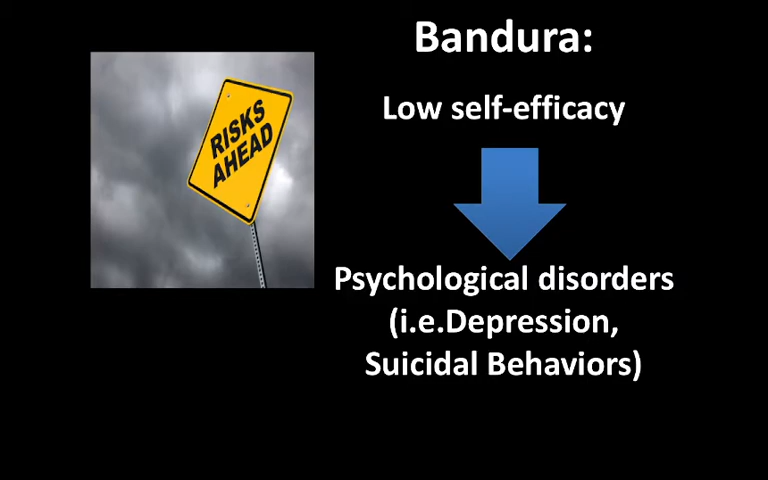 Bandura:
Low self-efficacy
RISKS
AHEAD
Psychological disorders
(i.e.Depression,
Suicidal Behaviors)